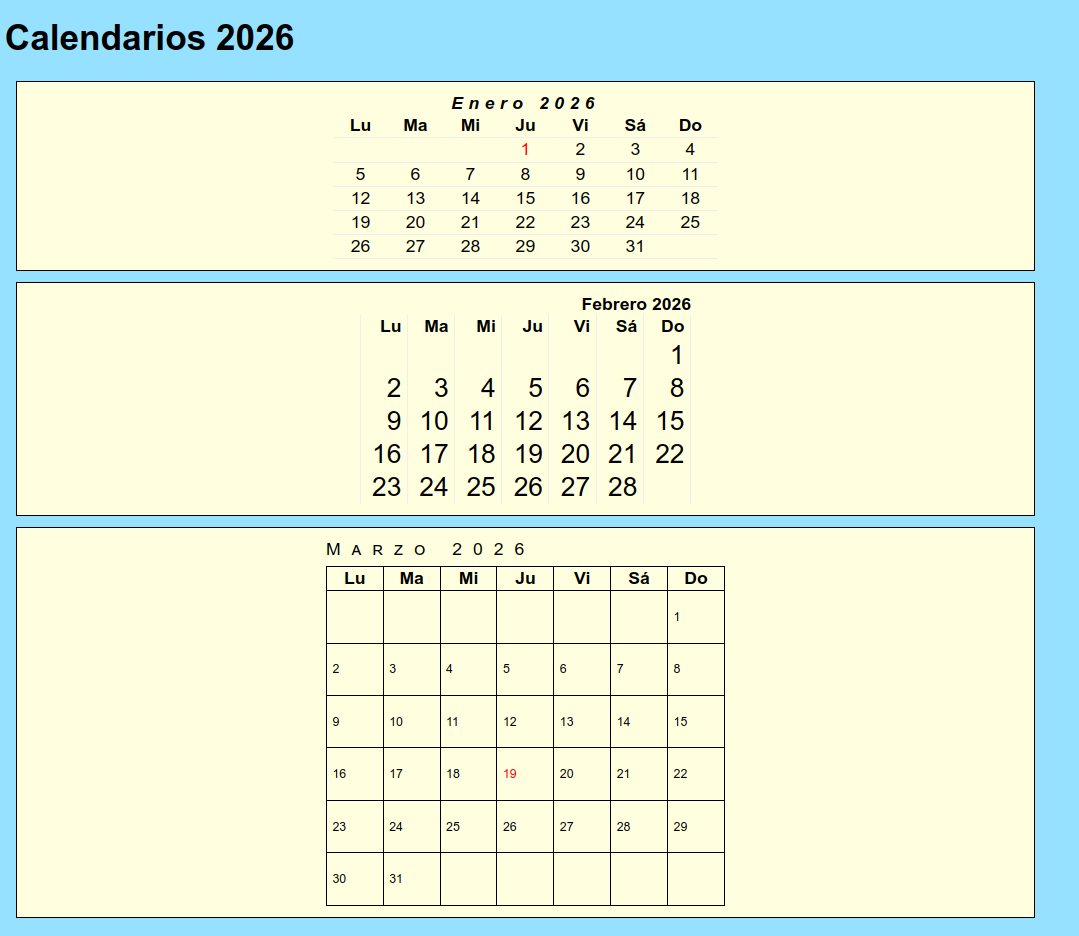 Calendarios 2026
Enero 2026
Lu Ma Mi Ju Vi Sá Do
1 2 3 4
5 6 7 8 9 10 11
12 13 14 15 16 17 18
19 20 21 22 23 24 25
26 27 28 29 30 31
Febrero 2026
Lu Ma Mi Ju Vi Sá Do
1
2 3 4 5 6 7 8
9 10 11 12 13 14 15
16 17 18 19 20 21 22
23 24 25 26 27 28
Marzo 2026
Lu Ma Mi Ju Vi Sá Do
1
2 3 4 5 6 7 8
9 10 11 12 13 14 15
16 17 18 19 20 21 22
23 24 25 26 27 28 29
30 31